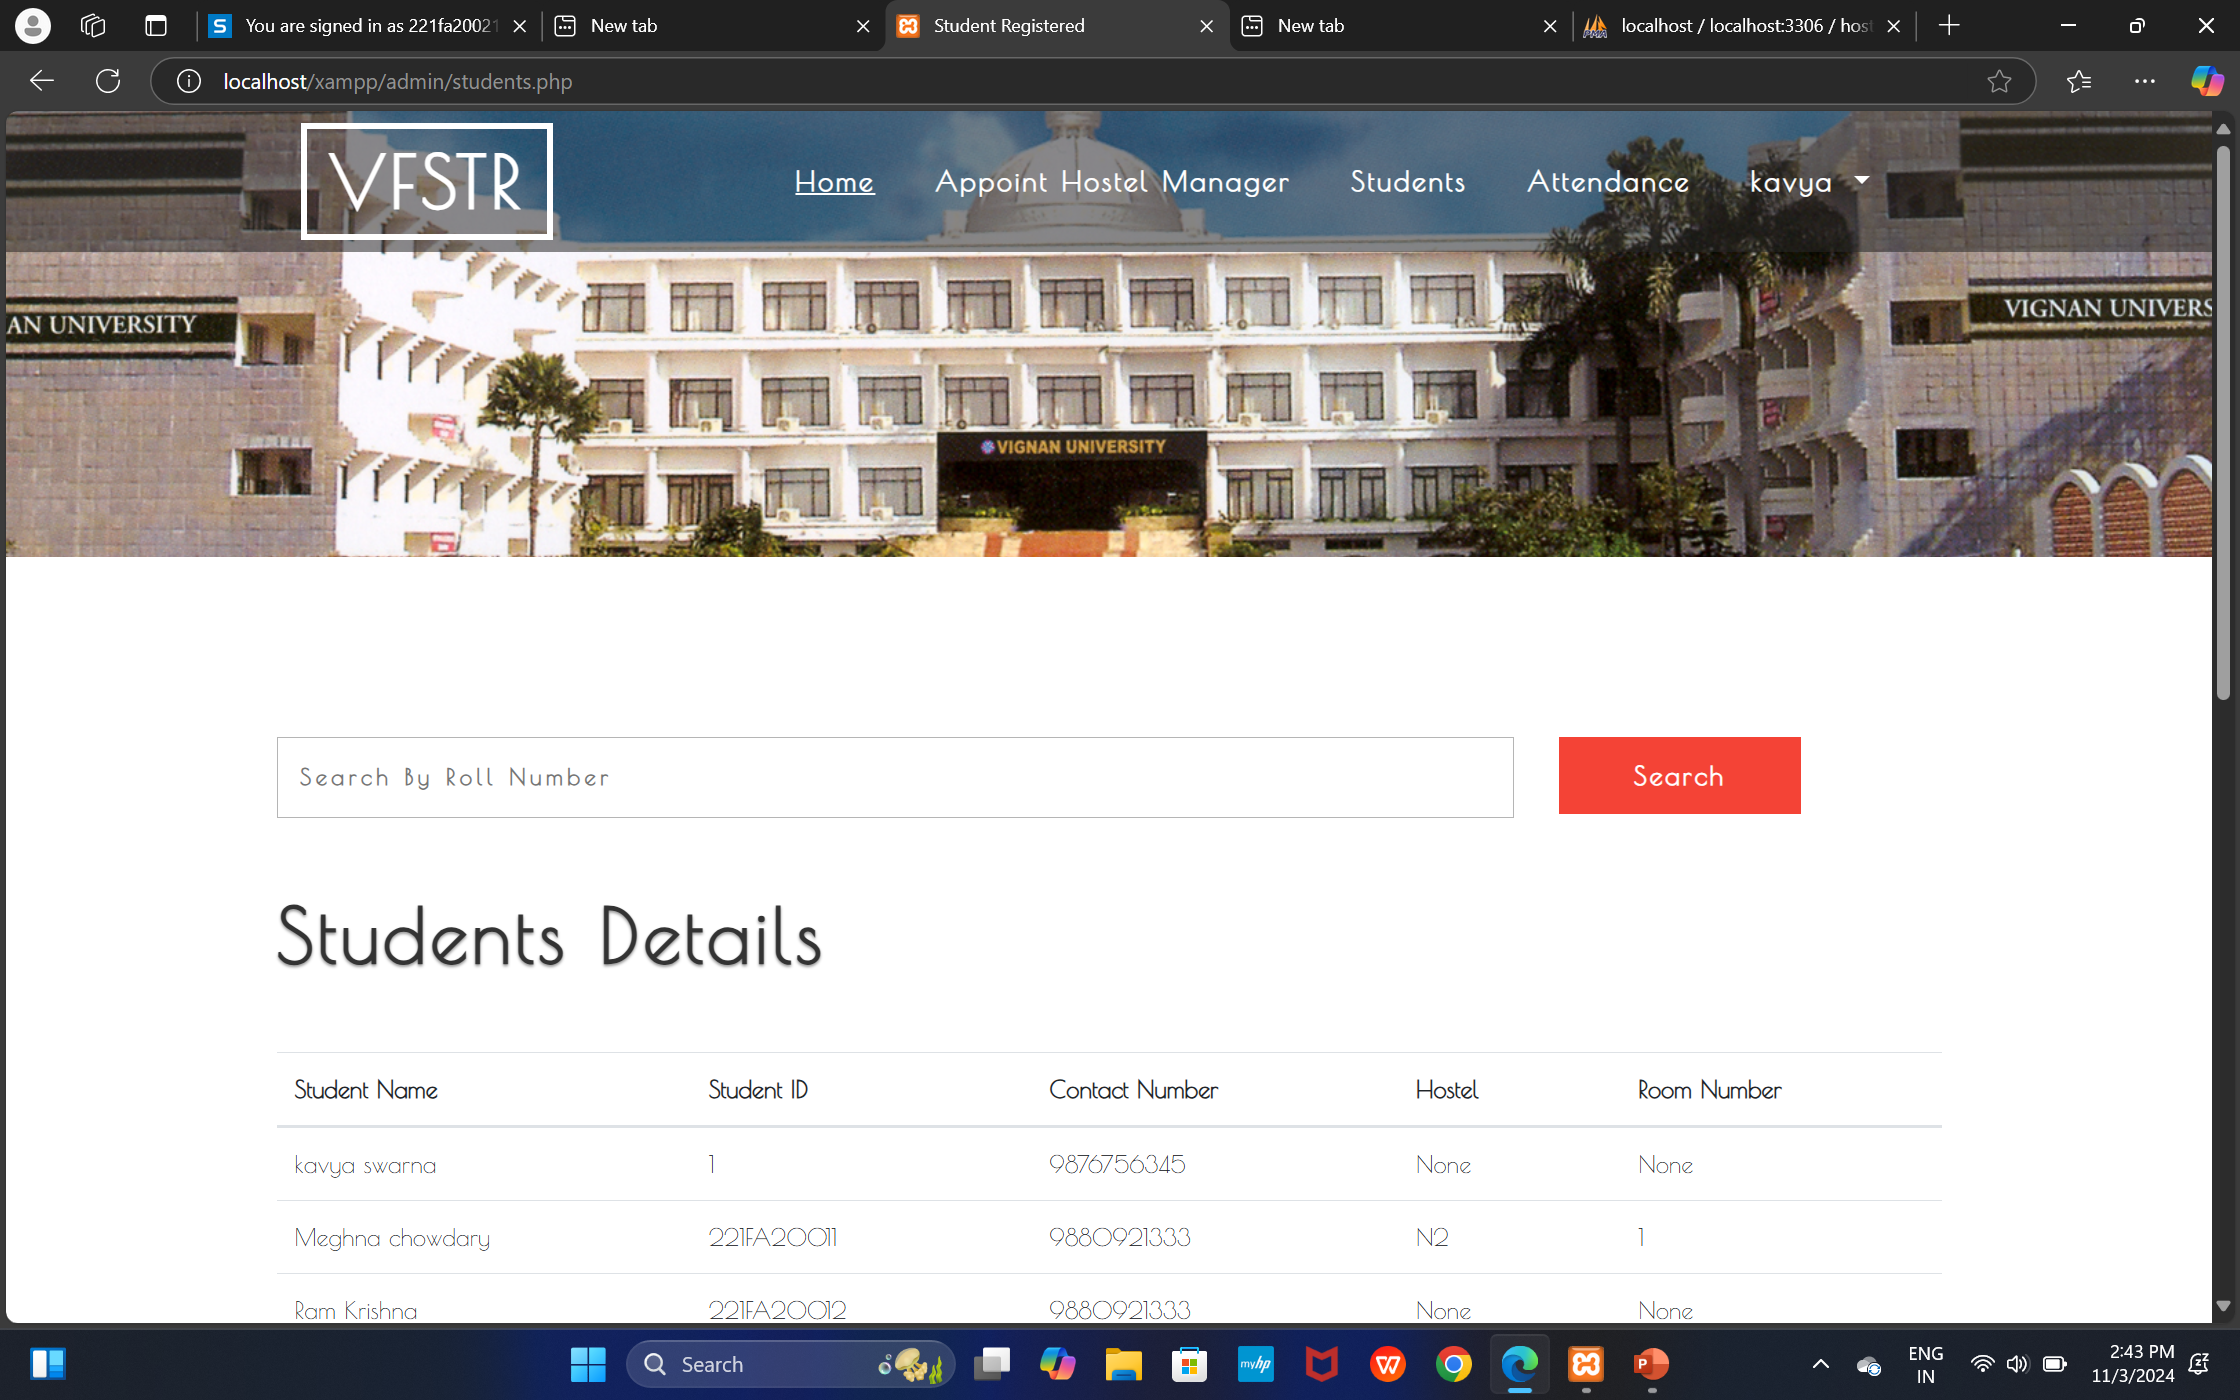 You are signed in as 221fa20021
New tab
Student Registered
New tab
localhost / localhost:3306 / host
localhost/xampp/admin/students.php
VFSTR
Home
Appoint Hostel Manager
Students
Attendance
kavya
AN UNIVERSITY
VIGNAN UNIVERS
VIGNAN UNIVERSITY
Search By Roll Number
Search
Students Details
Student Name Student ID Contact Number Hostel Room Number
kavya swarna 1 9876756345 None None
Meghna chowdary 221FA20011 9880921333 N2 1
Ram Krishna 221FA20012 9880921333 None None
Search
ENG
IN
2:43 PM
11/3/2024